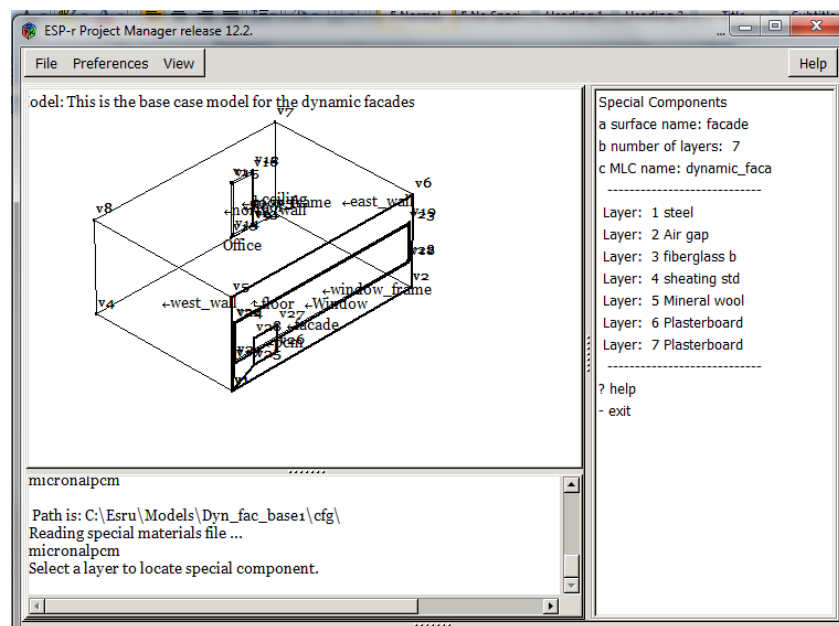 ESP-r Project Manager release 12.2.
File Preferences View Help
odel: This is the base case model for the dynamic facades
v7
v6
v8
ceiling
east_wall
Office
v5
v2
v4
west_wall
floor
Window
window_frame
v27
facade
Special Components
a surface name: facade
b number of layers: 7
c MLC name: dynamic_faca
----------------------------
Layer: 1 steel
Layer: 2 Air gap
Layer: 3 fiberglass b
Layer: 4 sheating std
Layer: 5 Mineral wool
Layer: 6 Plasterboard
Layer: 7 Plasterboard
----------------------------
? help
- exit
micronalpcm
Path is: C:\Esru\Models\Dyn_fac_base1\cfg\
Reading special materials file ...
micronalpcm
Select a layer to locate special component.